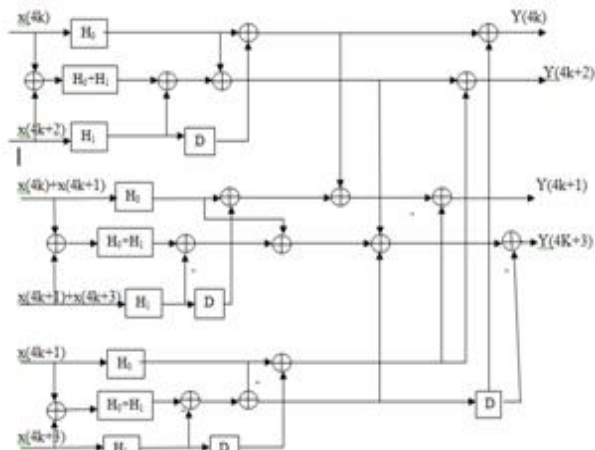 x(4k)
H₀
Y(4k)
H₀+H₁
Y(4k+2)
x(4k+2)
H₁
D
x(4k)+x(4k+1)
H₀
Y(4k+1)
H₀+H₁
Y(4K+3)
x(4k+1)+x(4k+3)
H₁
D
x(4k+1)
H₀
H₀+H₁
D
x(4k+3)
H₁
D